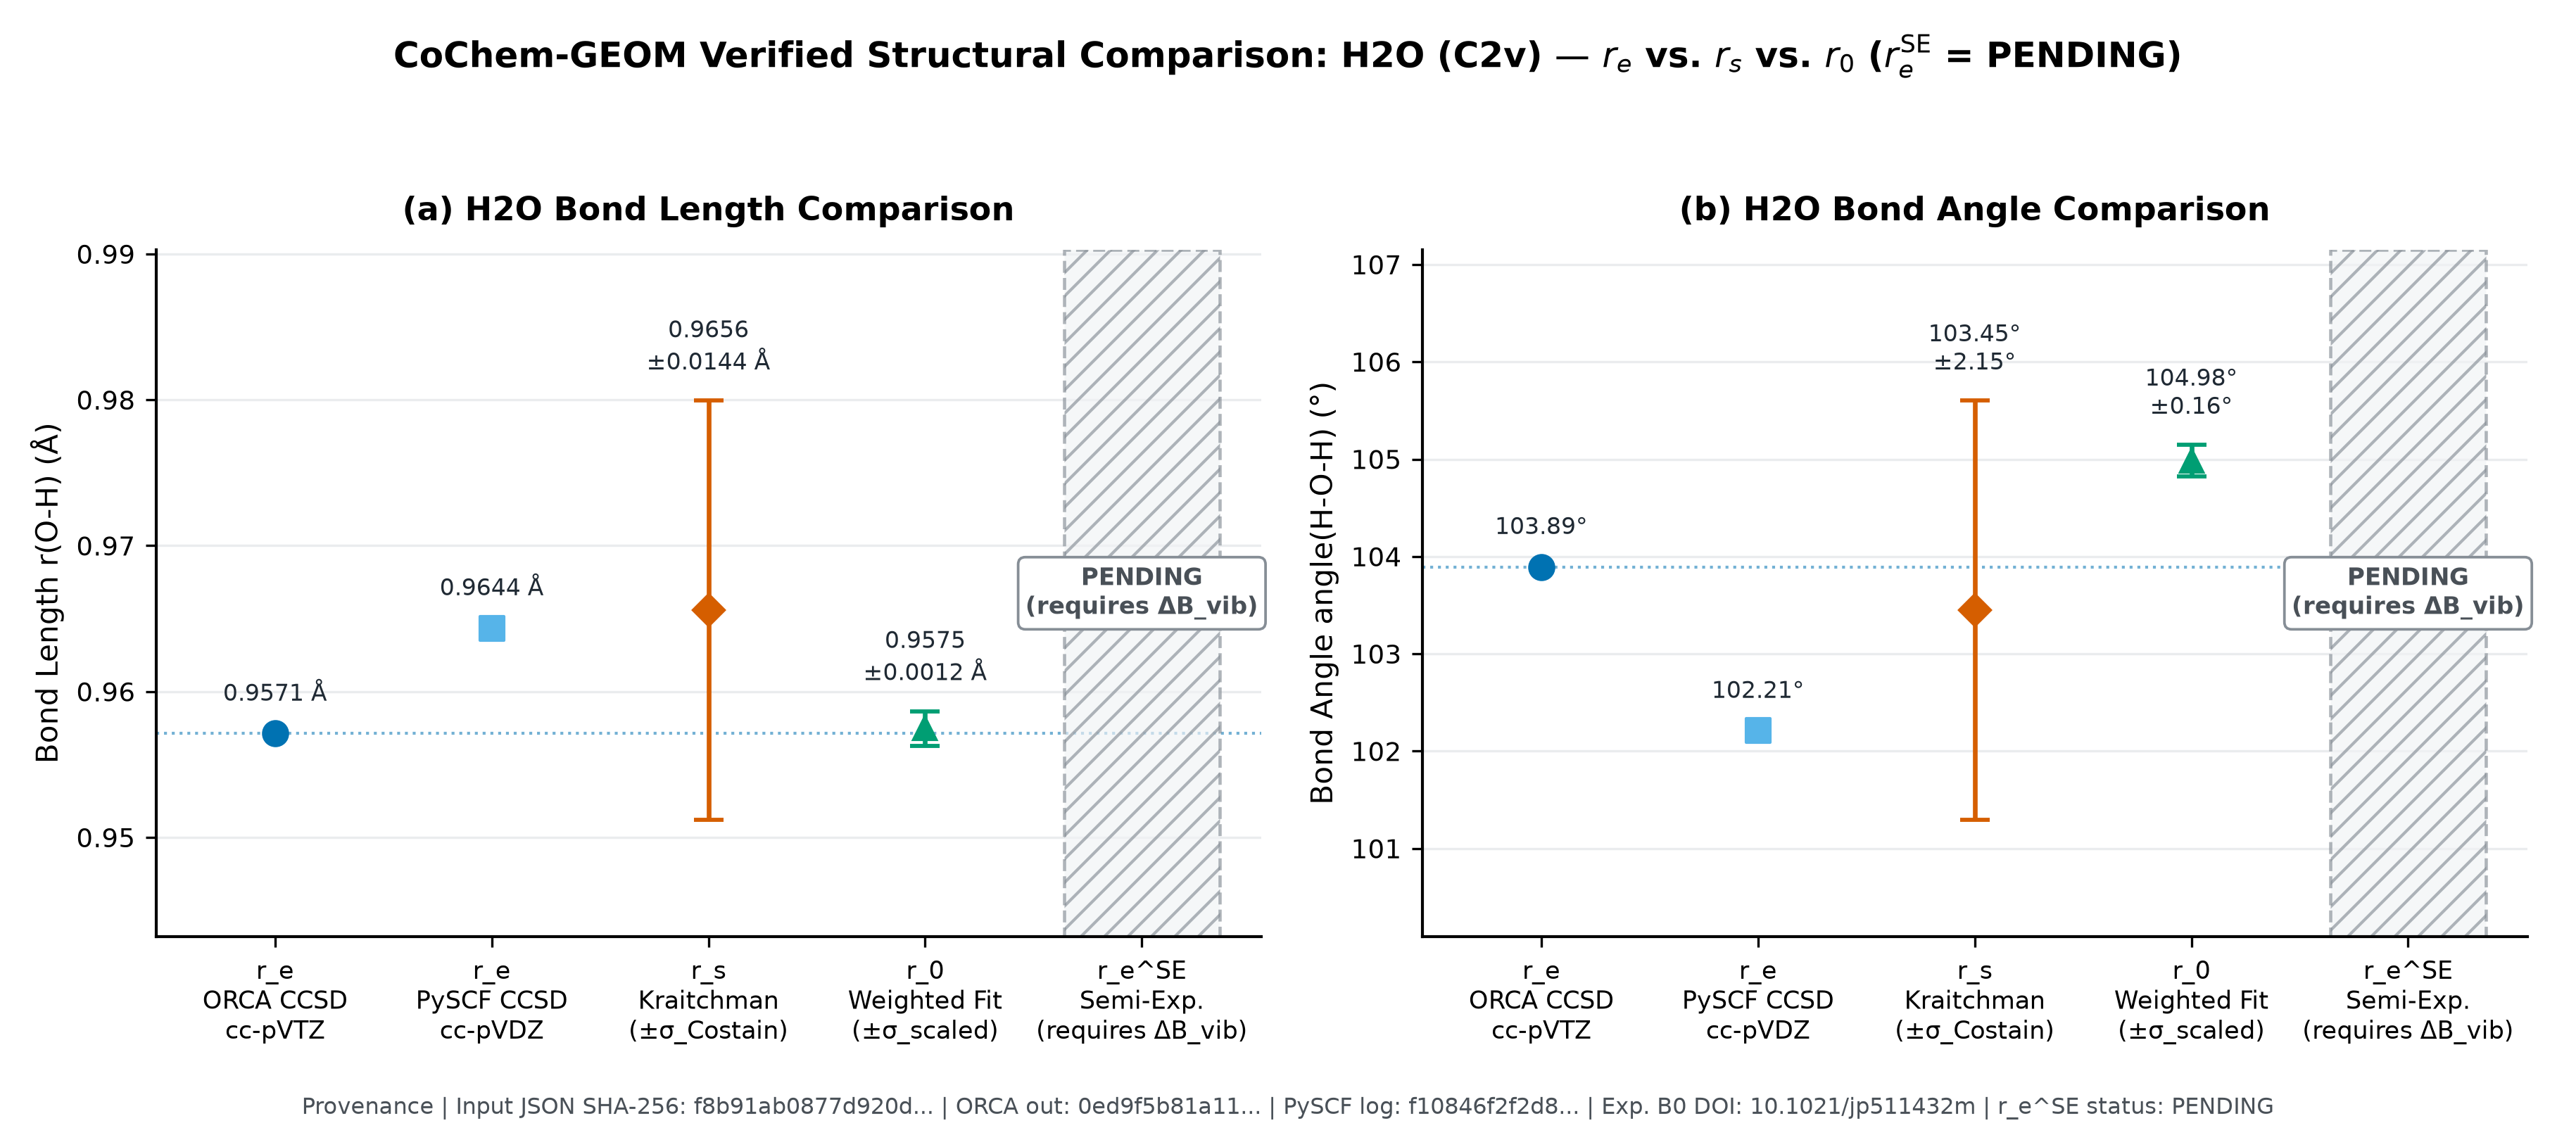 CoChem-GEOM Verified Structural Comparison: H2O (C2v) — r_e vs. r_s vs. r_0 (r_e^SE = PENDING)
(a) H2O Bond Length Comparison
Bond Length r(O-H) (Å)
0.99
0.98
0.97
0.96
0.95
0.9571 Å
0.9644 Å
0.9656
±0.0144 Å
0.9575
±0.0012 Å
PENDING
(requires ΔB_vib)
r_e
ORCA CCSD
cc-pVTZ
r_e
PySCF CCSD
cc-pVDZ
r_s
Kraitchman
(±σ_Costain)
r_0
Weighted Fit
(±σ_scaled)
r_e^SE
Semi-Exp.
(requires ΔB_vib)
(b) H2O Bond Angle Comparison
Bond Angle angle(H-O-H) (°)
107
106
105
104
103
102
101
103.89°
102.21°
103.45°
±2.15°
104.98°
±0.16°
PENDING
(requires ΔB_vib)
r_e
ORCA CCSD
cc-pVTZ
r_e
PySCF CCSD
cc-pVDZ
r_s
Kraitchman
(±σ_Costain)
r_0
Weighted Fit
(±σ_scaled)
r_e^SE
Semi-Exp.
(requires ΔB_vib)
Provenance | Input JSON SHA-256: f8b91ab0877d920d... | ORCA out: 0ed9f5b81a11... | PySCF log: f10846f2f2d8... | Exp. B0 DOI: 10.1021/jp511432m | r_e^SE status: PENDING